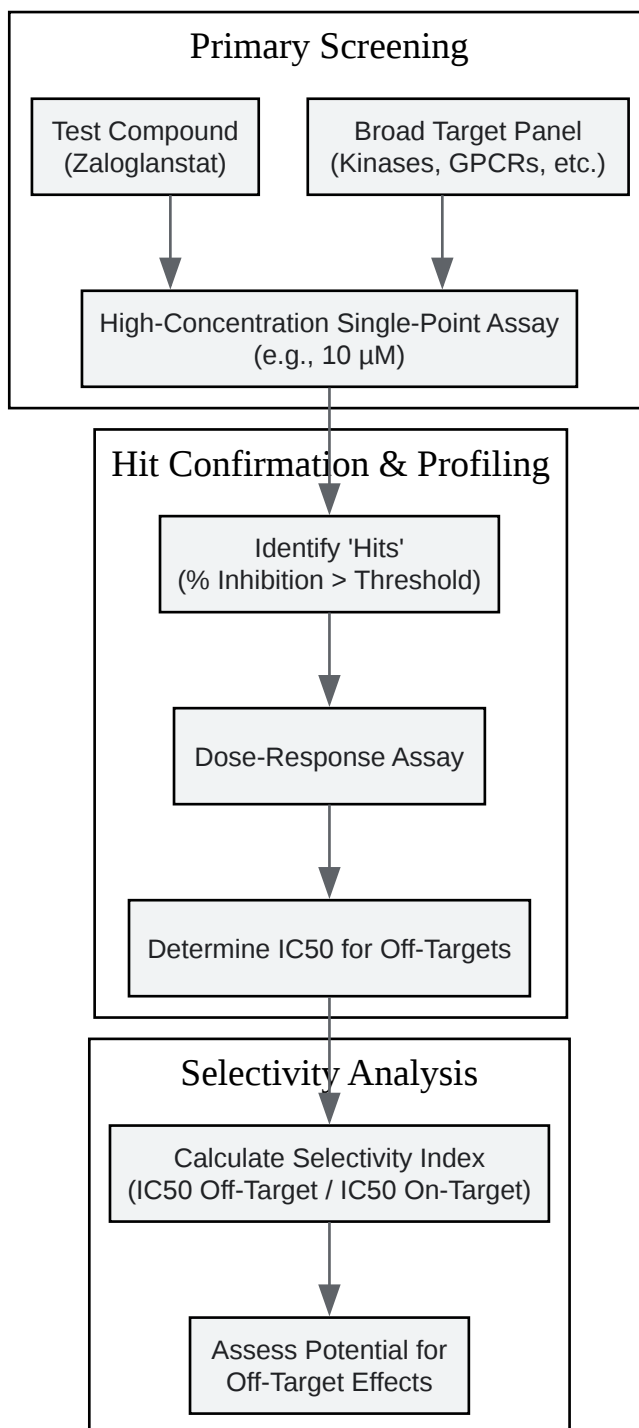 Primary Screening
Test Compound
(Zaloglanstat)
Broad Target Panel
(Kinases, GPCRs, etc.)
High-Concentration Single-Point Assay
(e.g., 10 µM)
Hit Confirmation & Profiling
Identify 'Hits'
(% Inhibition > Threshold)
Dose-Response Assay
Determine IC50 for Off-Targets
Selectivity Analysis
Calculate Selectivity Index
(IC50 Off-Target / IC50 On-Target)
Assess Potential for
Off-Target Effects